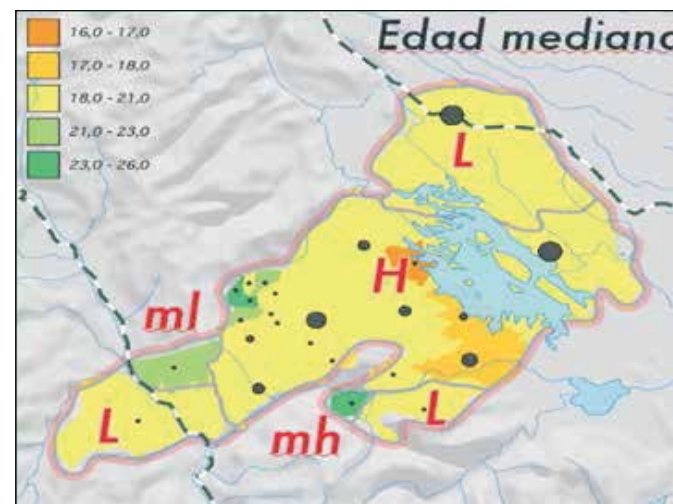 Edad mediana
16,0 - 17,0
17,0 - 18,0
18,0 - 21,0
21,0 - 23,0
23,0 - 26,0
L
H
ml
L
mh
L